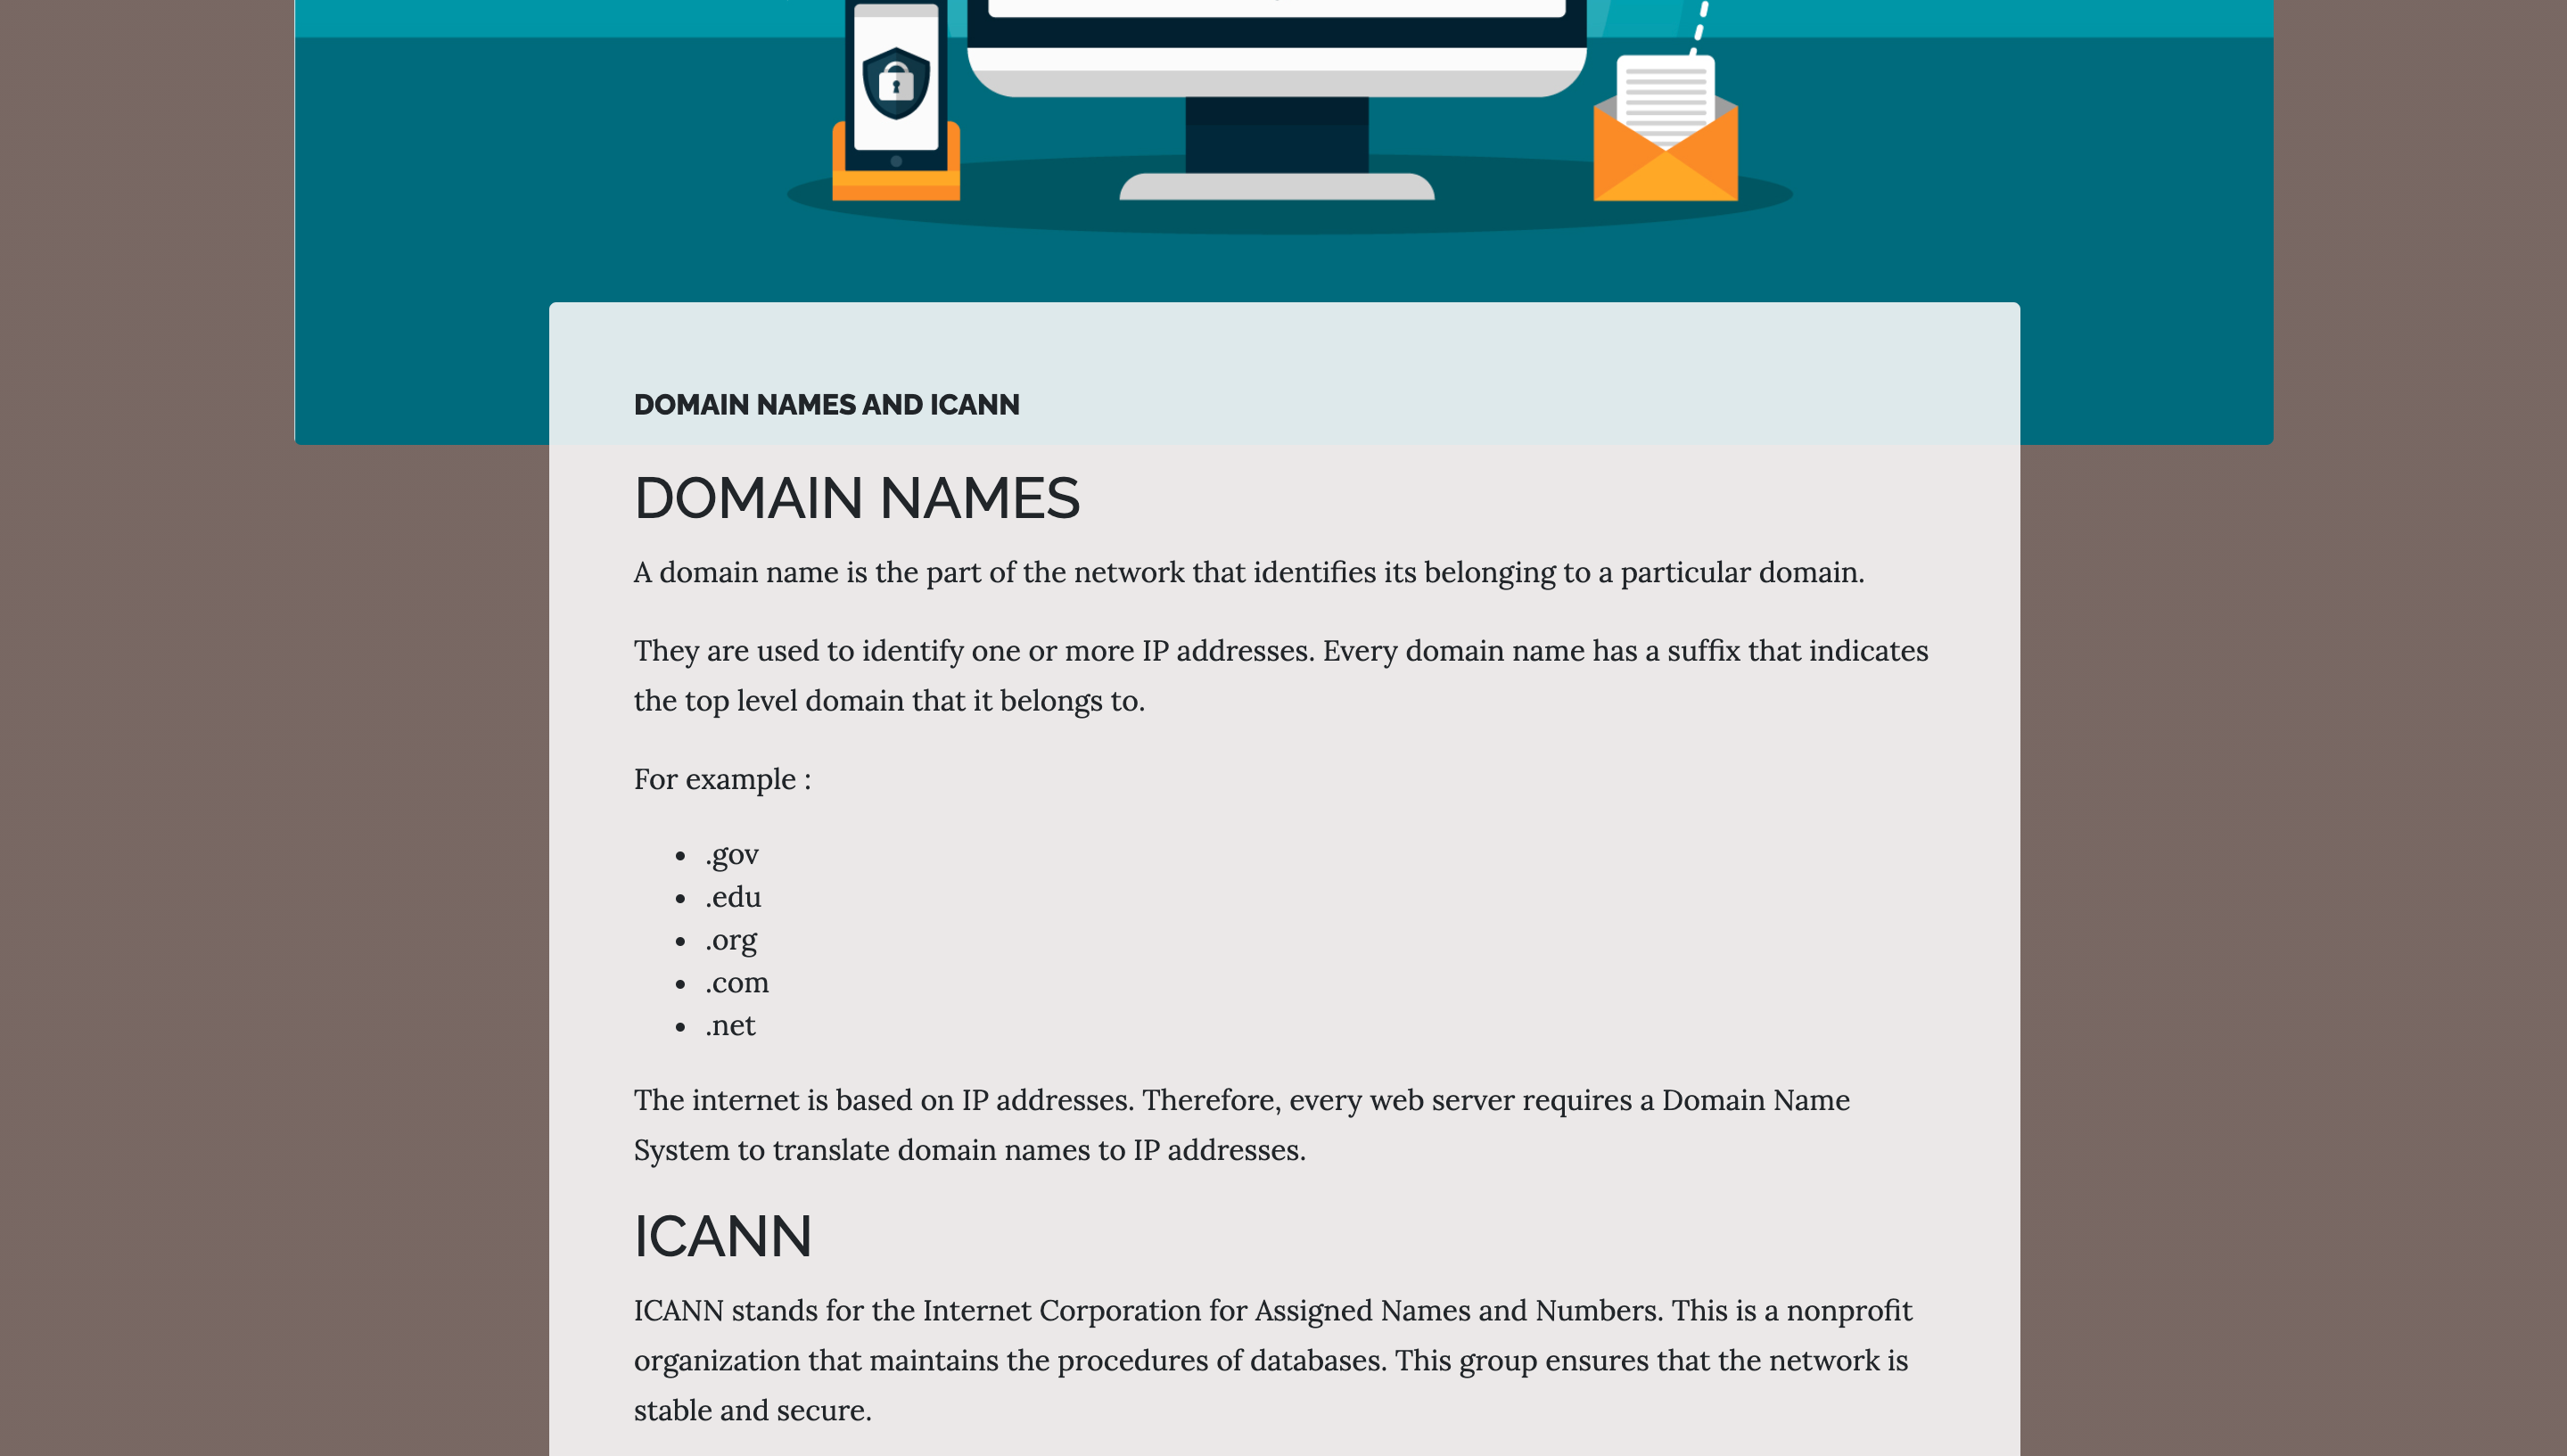 DOMAIN NAMES AND ICANN
DOMAIN NAMES
A domain name is the part of the network that identifies its belonging to a particular domain.
They are used to identify one or more IP addresses. Every domain name has a suffix that indicates
the top level domain that it belongs to.
For example :
• .gov
• .edu
• .org
• .com
• .net
The internet is based on IP addresses. Therefore, every web server requires a Domain Name
System to translate domain names to IP addresses.
ICANN
ICANN stands for the Internet Corporation for Assigned Names and Numbers. This is a nonprofit
organization that maintains the procedures of databases. This group ensures that the network is
stable and secure.